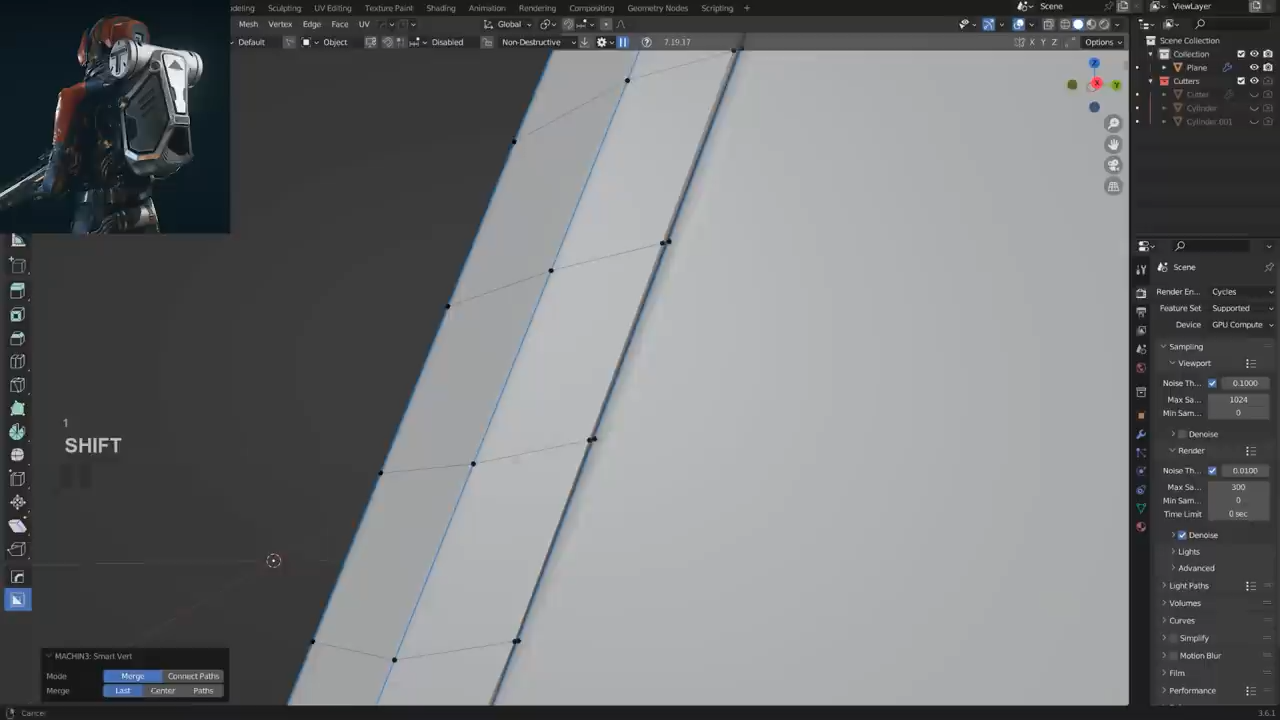 deling Sculpting UV Editing Texture Paint Shading Animation Rendering Compositing Geometry Nodes Scripting +
Scene
ViewLayer
Mesh Vertex Edge Face UV
Global
Default Object Disabled Non-Destructive 7.19.17
X Y Z Options
Z
X
Y
Scene Collection
Collection
Plane
Cutters
Cutter
Cylinder
Cylinder.001
Scene
Render En... Cycles
Feature Set Supported
Device GPU Compute
Sampling
Viewport
Noise Th... 0.1000
Max Sa... 1024
Min Sam... 0
Denoise
Render
Noise Th... 0.0100
Max Sa... 300
Min Sam... 0
Time Limit 0 sec
Denoise
Lights
Advanced
Light Paths
Volumes
Curves
Simplify
Motion Blur
Film
Performance
1
SHIFT
MACHIN3: Smart Vert
Mode Merge Connect Paths
Merge Last Center Paths
Cancel
3.6.1